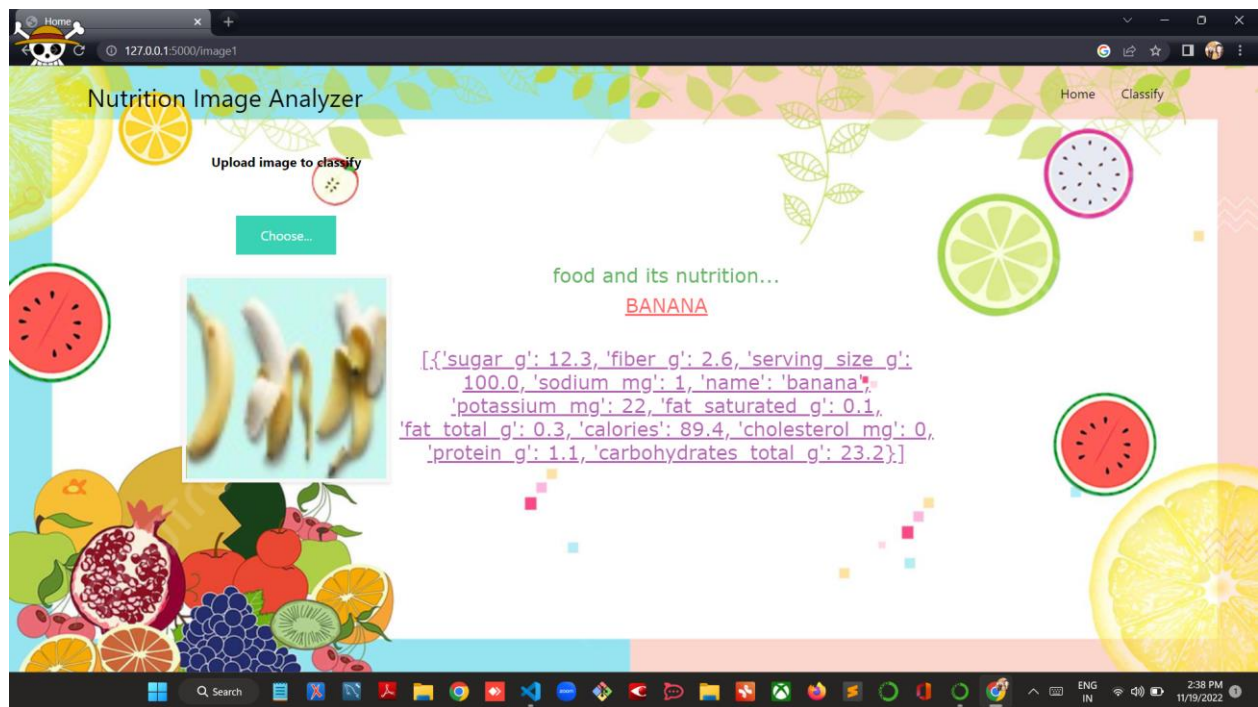 Home
127.0.0.1:5000/image1
Nutrition Image Analyzer
Home Classify
Upload image to classify
Choose...
food and its nutrition...
BANANA
[{'sugar_g': 12.3, 'fiber_g': 2.6, 'serving_size_g':
100.0, 'sodium_mg': 1, 'name': 'banana',
'potassium_mg': 22, 'fat_saturated_g': 0.1,
'fat_total_g': 0.3, 'calories': 89.4, 'cholesterol_mg': 0,
'protein_g': 1.1, 'carbohydrates_total_g': 23.2}]
Search
ENG
IN
2:38 PM
11/19/2022